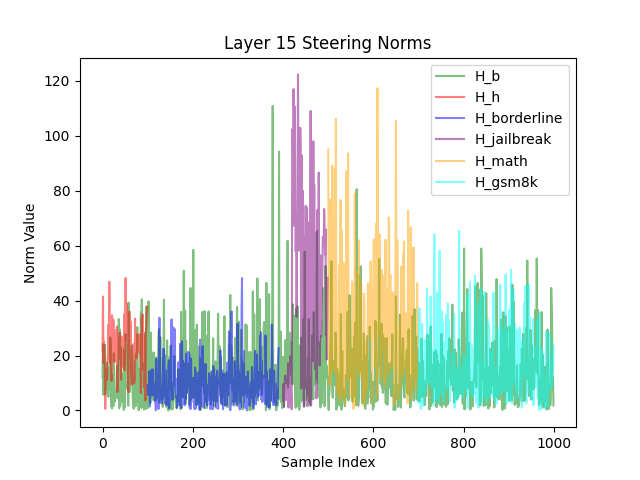 Layer 15 Steering Norms
Norm Value
120
100
80
60
40
20
0
H_b
H_h
H_borderline
H_jailbreak
H_math
H_gsm8k
0
200
400
600
800
1000
Sample Index